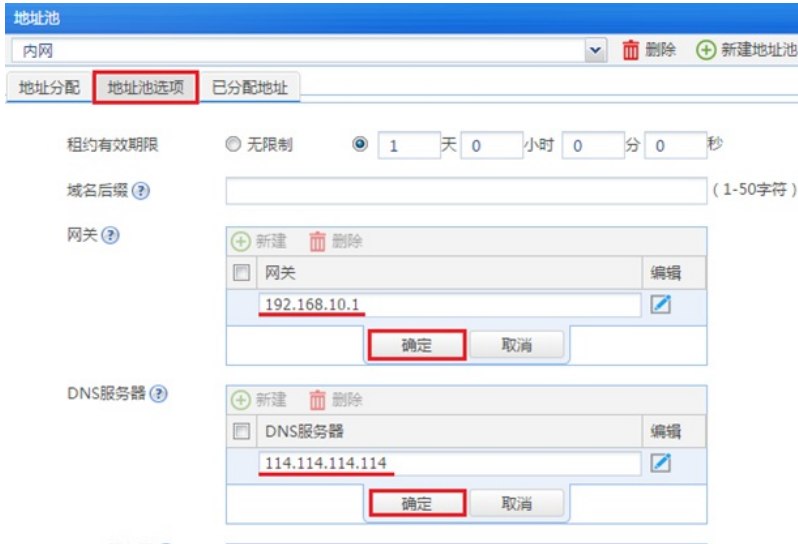 地址池
内网 删除 新建地址池
地址分配 地址池选项 已分配地址
租约有效期限 无限制 1 天 0 小时 0 分 0 秒
域名后缀 (1-50字符)
网关 新建 删除
网关 编辑
192.168.10.1
确定 取消
DNS服务器 新建 删除
DNS服务器 编辑
114.114.114.114
确定 取消